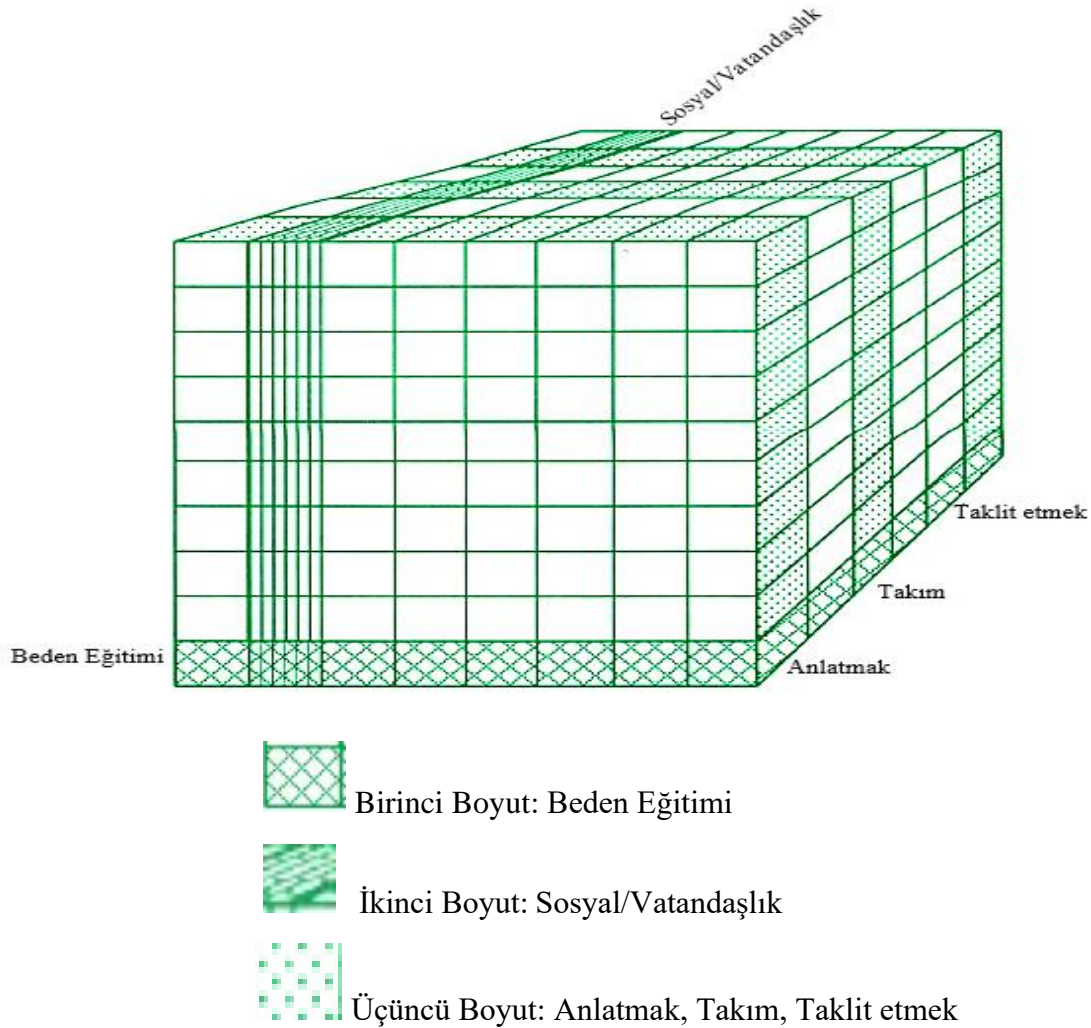 Sosyal/Vatandaşlık
Taklit etmek
Takım
Beden Eğitimi
Anlatmak
Birinci Boyut: Beden Eğitimi
İkinci Boyut: Sosyal/Vatandaşlık
Üçüncü Boyut: Anlatmak, Takım, Taklit etmek